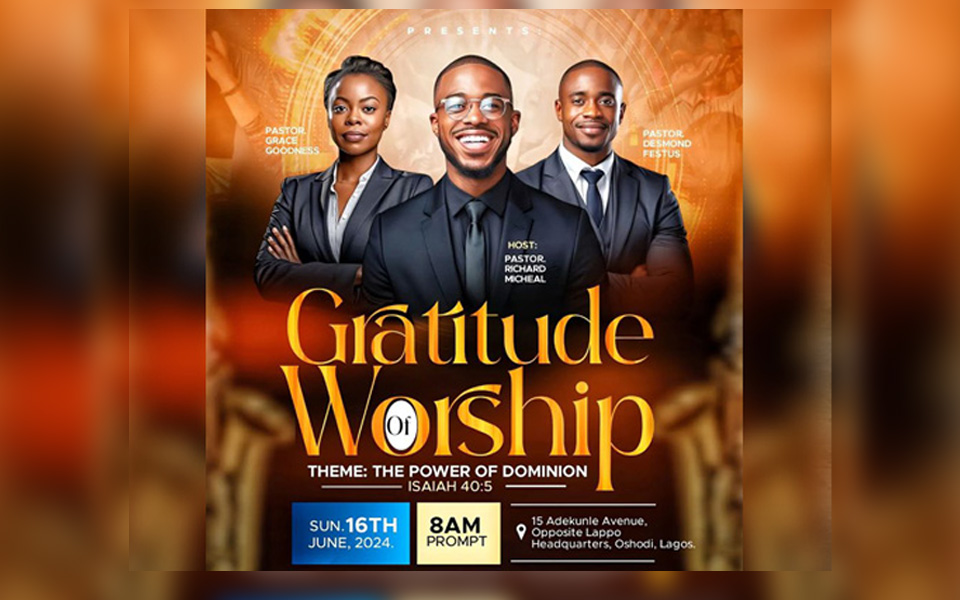 PRESENTS
PASTOR.
GRACE
GOODNESS
PASTOR.
DESMOND
FESTUS
HOST:
PASTOR.
RICHARD
MICHEAL
Gratitude
Of
Worship
THEME: THE POWER OF DOMINION
ISAIAH 40:5
SUN. 16TH
JUNE, 2024.
8AM
PROMPT
15 Adekunle Avenue,
Opposite Lappo
Headquarters, Oshodi, Lagos.